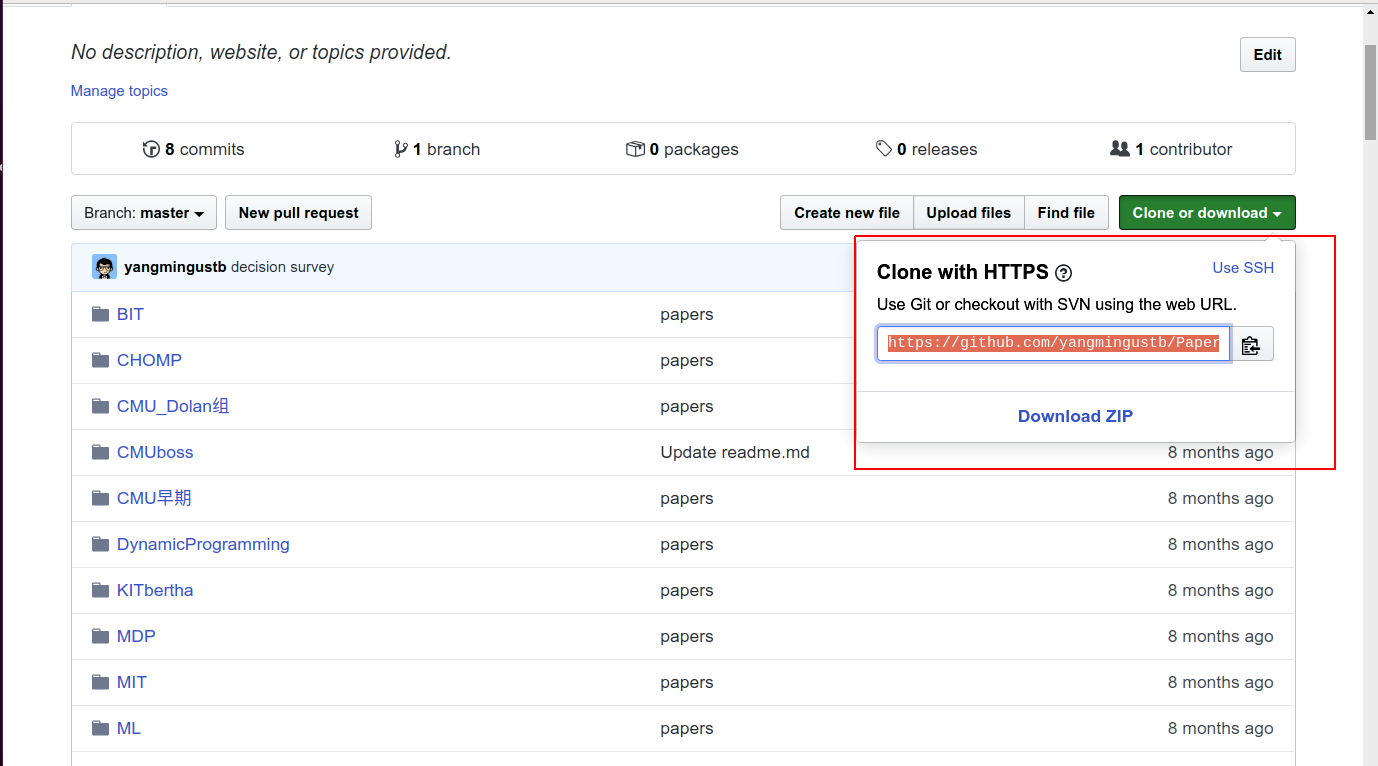 No description, website, or topics provided.
Edit
Manage topics
8 commits 1 branch 0 packages 0 releases 1 contributor
Branch: master New pull request Create new file Upload files Find file Clone or download
yangmingustb decision survey
Clone with HTTPS ? Use SSH
Use Git or checkout with SVN using the web URL.
https://github.com/yangmingustb/Paper
Download ZIP
BIT papers
CHOMP papers
CMU_Dolan组 papers
CMUboss Update readme.md 8 months ago
CMU早期 papers 8 months ago
DynamicProgramming papers 8 months ago
KITbertha papers 8 months ago
MDP papers 8 months ago
MIT papers 8 months ago
ML papers 8 months ago